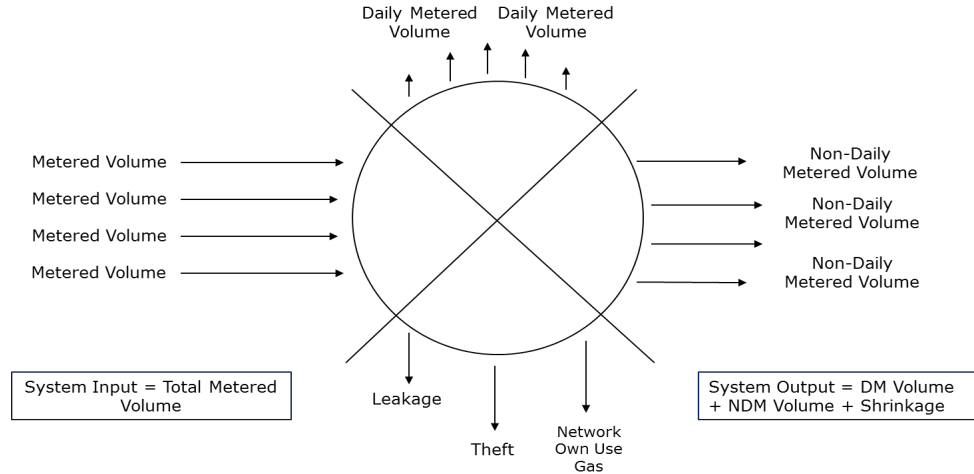 Daily Metered
Volume
Daily Metered
Volume
Metered Volume
Metered Volume
Metered Volume
Metered Volume
Non-Daily
Metered Volume
Non-Daily
Metered Volume
Non-Daily
Metered Volume
System Input = Total Metered
Volume
Leakage
Theft
Network
Own Use
Gas
System Output = DM Volume
+ NDM Volume + Shrinkage